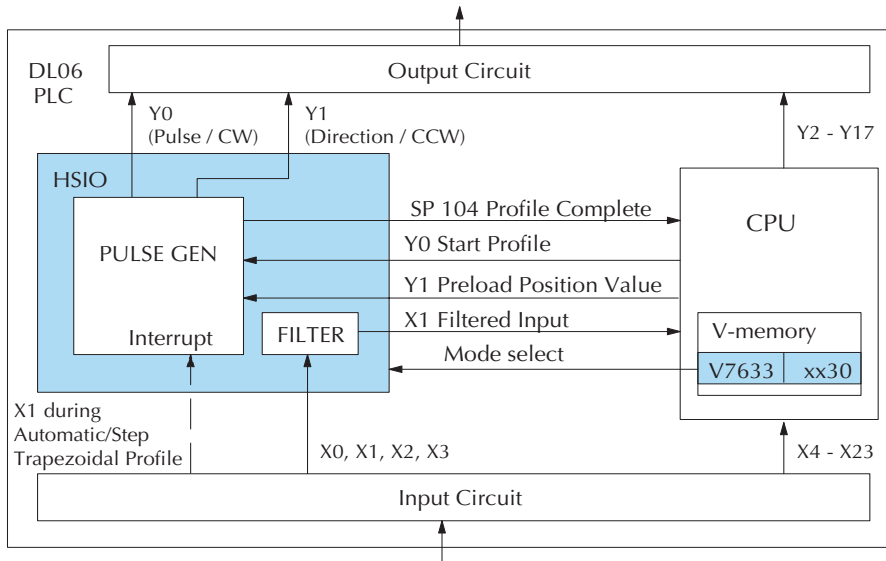 DL06
PLC
Output Circuit
Y0
(Pulse / CW)
Y1
(Direction / CCW)
Y2 - Y17
HSIO
PULSE GEN
Interrupt
FILTER
SP 104 Profile Complete
Y0 Start Profile
Y1 Preload Position Value
X1 Filtered Input
Mode select
CPU
V-memory
V7633 xx30
X1 during
Automatic/Step
Trapezoidal Profile
X0, X1, X2, X3
X4 - X23
Input Circuit